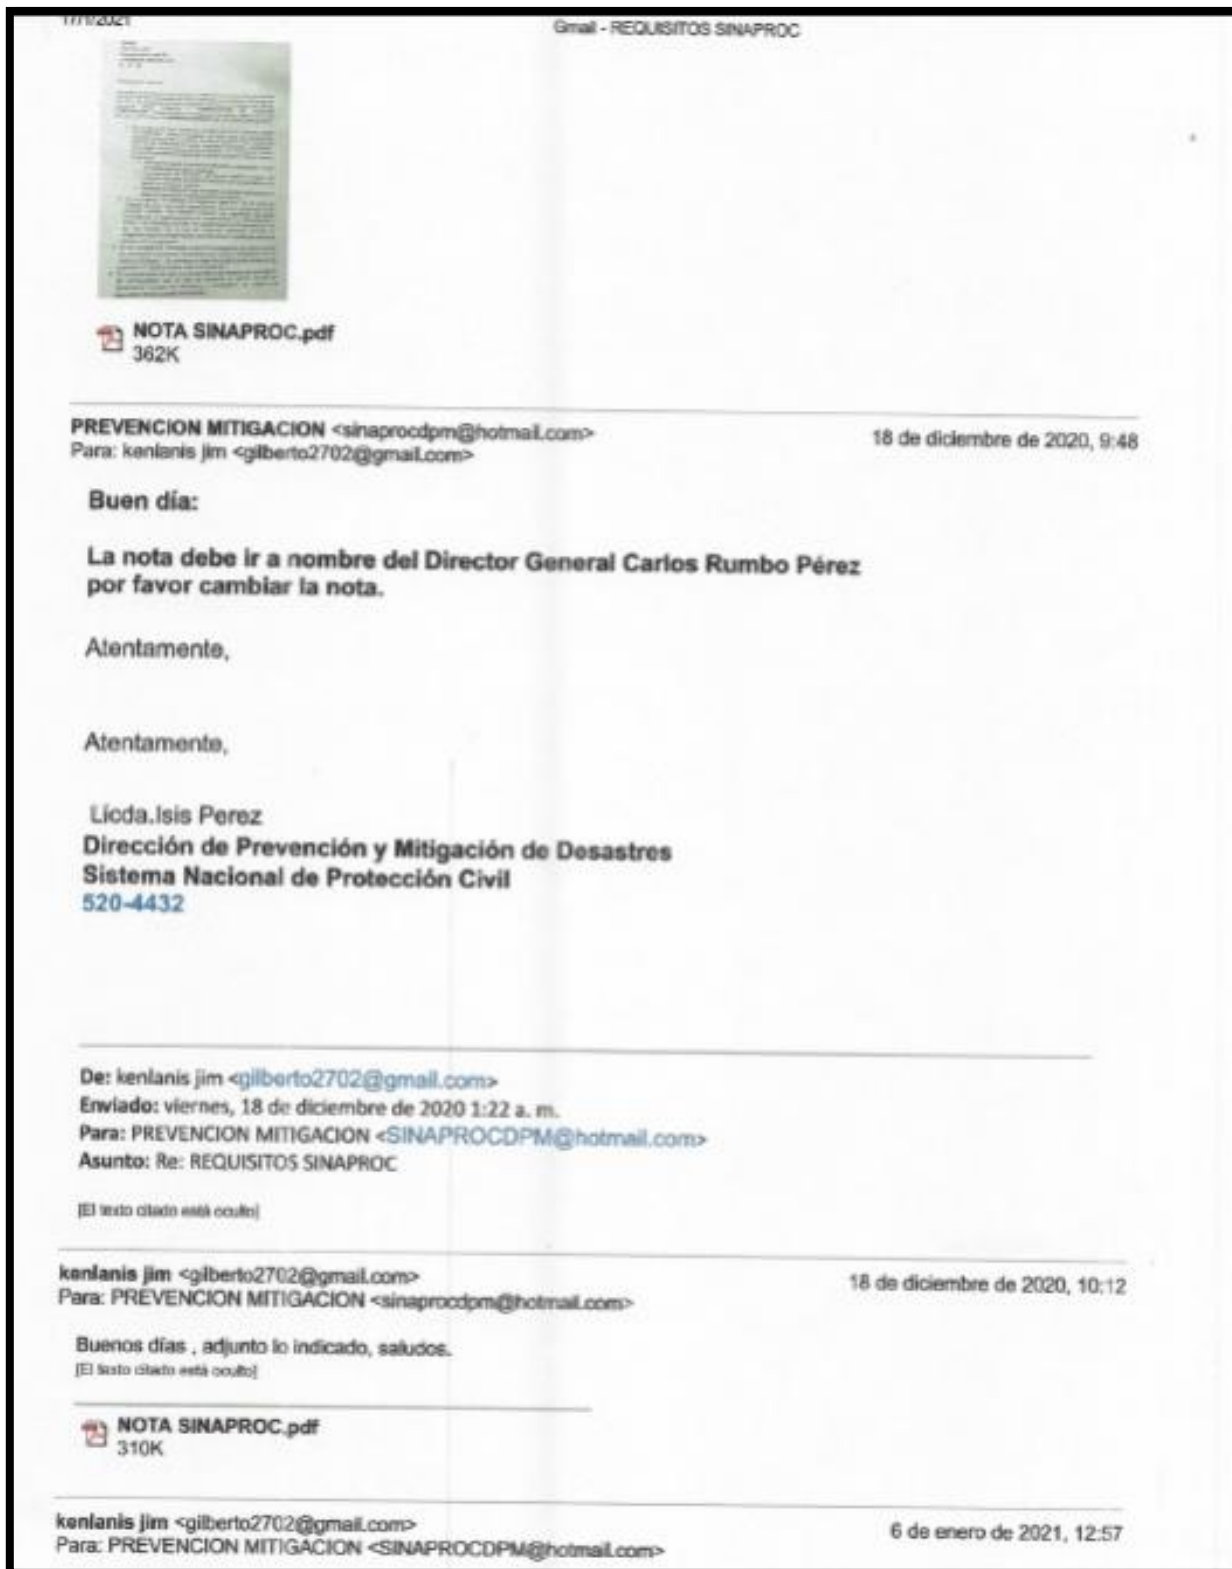 17/1/2021
Gmail - REQUISITOS SINAPROC
NOTA SINAPROC.pdf
362K
PREVENCION MITIGACION <sinaprocdpm@hotmail.com>
18 de diciembre de 2020, 9:48
Para: kenlanis jim <gilberto2702@gmail.com>
Buen día:
La nota debe ir a nombre del Director General Carlos Rumbo Pérez
por favor cambiar la nota.
Atentamente,
Atentamente,
Licda.Isis Perez
Dirección de Prevención y Mitigación de Desastres
Sistema Nacional de Protección Civil
520-4432
De: kenlanis jim <gilberto2702@gmail.com>
Enviado: viernes, 18 de diciembre de 2020 1:22 a. m.
Para: PREVENCION MITIGACION <SINAPROCDPM@hotmail.com>
Asunto: Re: REQUISITOS SINAPROC
[El texto citado está oculto]
kenlanis jim <gilberto2702@gmail.com>
18 de diciembre de 2020, 10:12
Para: PREVENCION MITIGACION <sinaprocdpm@hotmail.com>
Buenos días , adjunto lo indicado, saludos.
[El texto citado está oculto]
NOTA SINAPROC.pdf
310K
kenlanis jim <gilberto2702@gmail.com>
6 de enero de 2021, 12:57
Para: PREVENCION MITIGACION <SINAPROCDPM@hotmail.com>